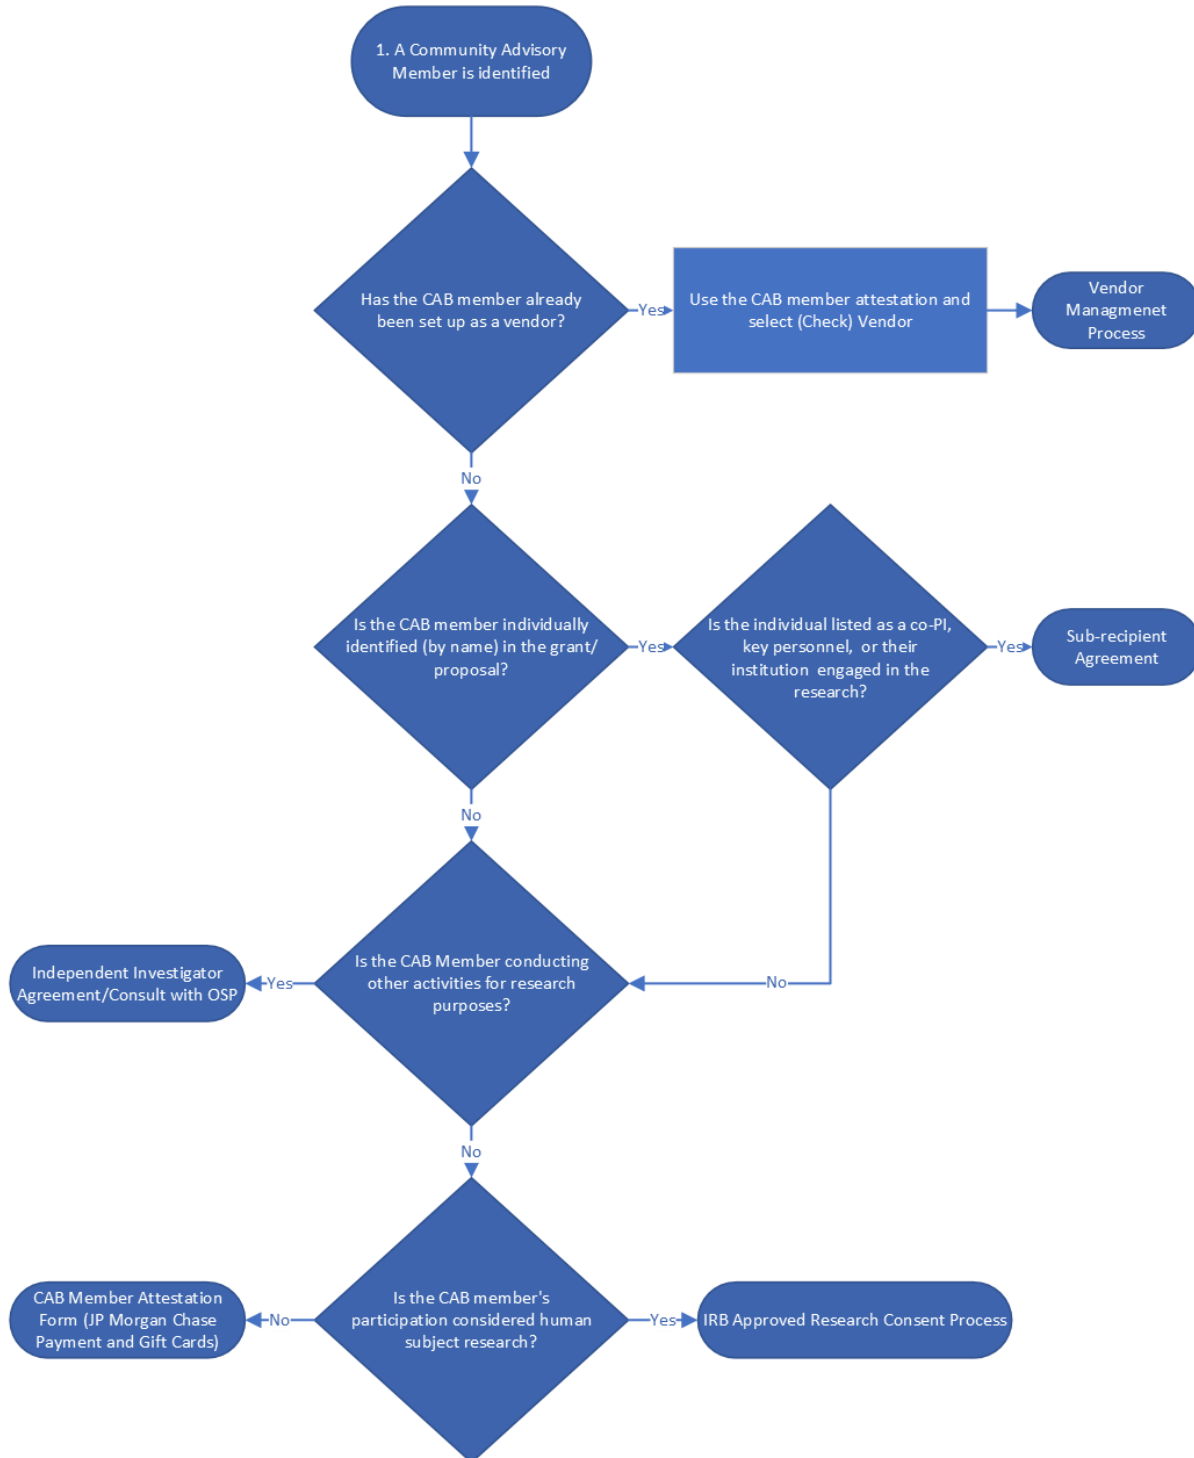 1. A Community Advisory
Member is identified
Has the CAB member already
been set up as a vendor?
Yes
Use the CAB member attestation and
select (Check) Vendor
Vendor
Managmenet
Process
No
Is the CAB member individually
identified (by name) in the grant/
proposal?
Yes
Is the individual listed as a co-PI,
key personnel, or their
institution engaged in the
research?
Yes
Sub-recipient
Agreement
No
Is the CAB Member conducting
other activities for research
purposes?
Yes
Independent Investigator
Agreement/Consult with OSP
No
No
Is the CAB member's
participation considered human
subject research?
No
CAB Member Attestation
Form (JP Morgan Chase
Payment and Gift Cards)
Yes
IRB Approved Research Consent Process